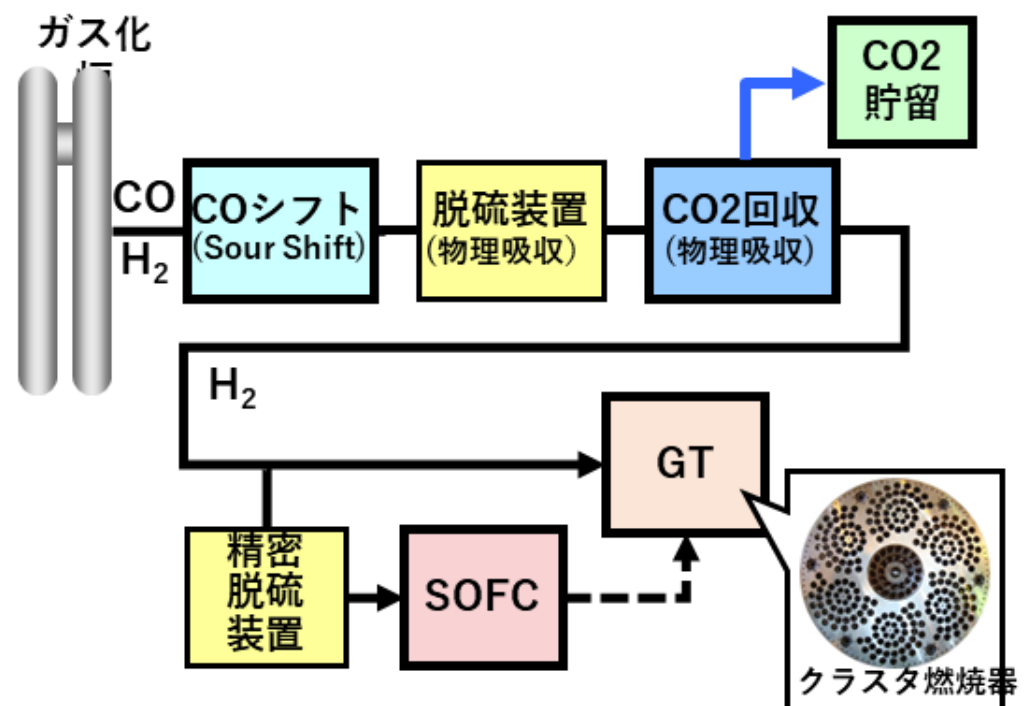 ガス化
CO2
貯留
CO
H₂
COシフト
(Sour Shift)
脱硫装置
(物理吸収)
CO2回収
(物理吸収)
H₂
GT
精密
脱硫
装置
SOFC
クラスタ燃焼器